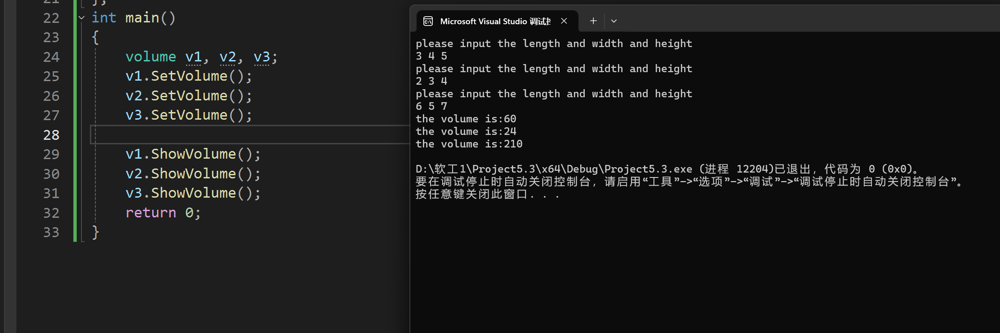 21 };
22 int main()
23 {
24 volume v1, v2, v3;
25 v1.SetVolume();
26 v2.SetVolume();
27 v3.SetVolume();
28
29 v1.ShowVolume();
30 v2.ShowVolume();
31 v3.ShowVolume();
32 return 0;
33 }
Microsoft Visual Studio 调试
please input the length and width and height
3 4 5
please input the length and width and height
2 3 4
please input the length and width and height
6 5 7
the volume is:60
the volume is:24
the volume is:210
D:\软工1\Project5.3\x64\Debug\Project5.3.exe (进程 12204)已退出，代码为 0 (0x0)。
要在调试停止时自动关闭控制台，请启用“工具”->“选项”->“调试”->“调试停止时自动关闭控制台”。
按任意键关闭此窗口. . .